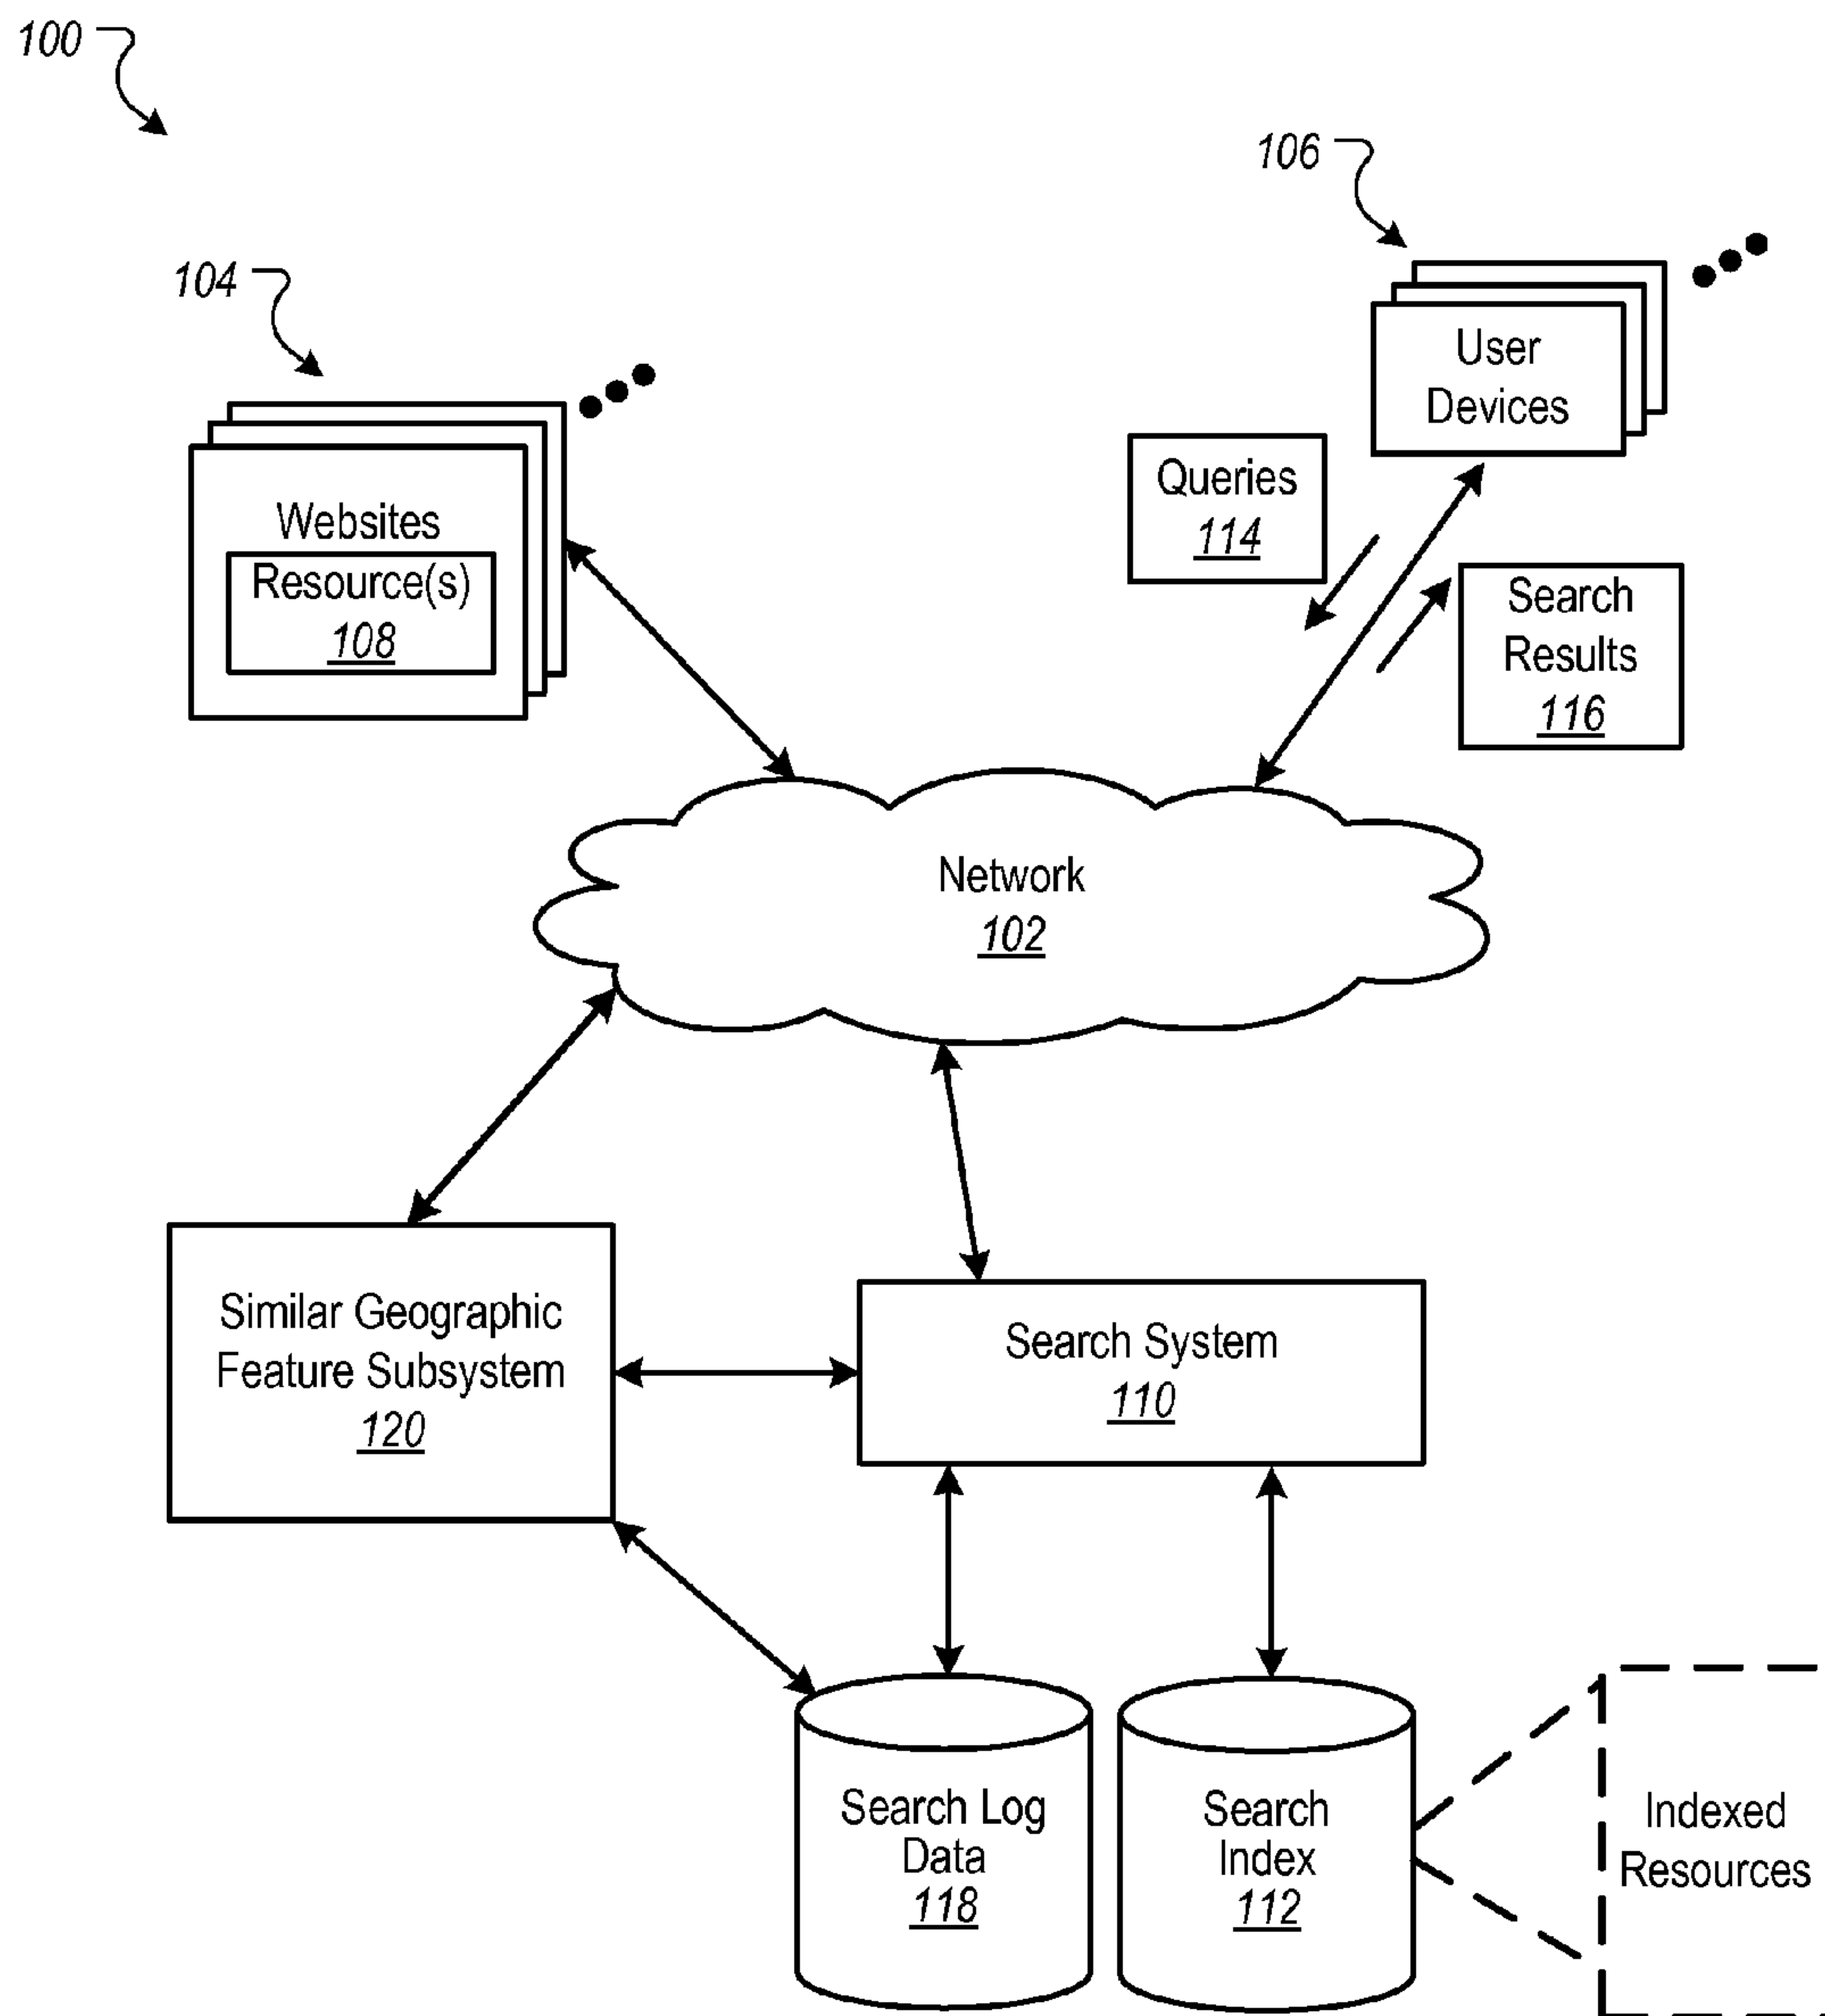 100
106
104
User
Devices
Queries
114
Websites
Resource(s)
108
Search
Results
116
Network
102
Similar Geographic
Feature Subsystem
120
Search System
110
Search Log
Data
118
Search
Index
112
Indexed
Resources